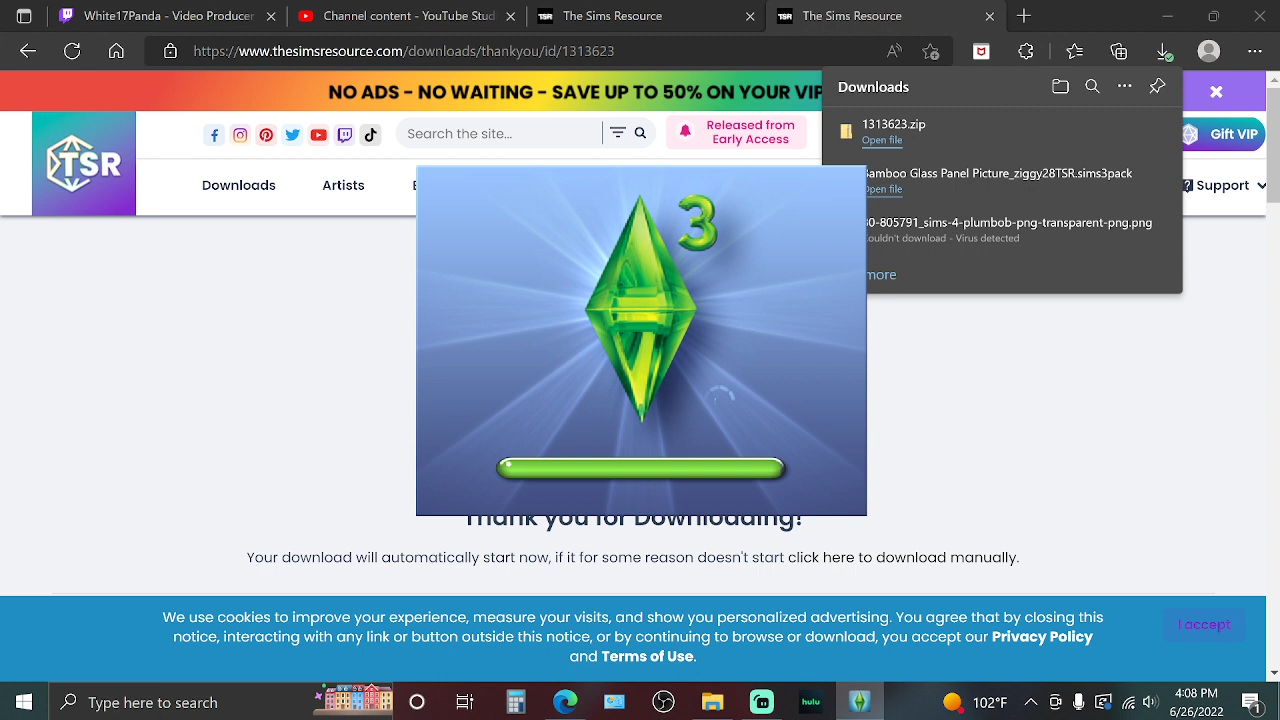 White7Panda - Video Producer
Channel content - YouTube Stu
The Sims Resource
The Sims Resource
https://www.thesimsresource.com/downloads/thankyou/id/1313623
NO ADS - NO WAITING - SAVE UP TO 50% ON YOUR VIP
Downloads
1313623.zip
Open file
Bamboo Glass Panel Picture_ziggy28TSR.sims3pack
Open file
80-805791_sims-4-plumbob-png-transparent-png.png
Couldn't download - Virus detected
more
TSR
Search the site...
Released from
Early Access
Gift VIP
Downloads
Artists
Support
3
Thank you for Downloading!
Your download will automatically start now, if it for some reason doesn't start click here to download manually.
We use cookies to improve your experience, measure your visits, and show you personalized advertising. You agree that by closing this
notice, interacting with any link or button outside this notice, or by continuing to browse or download, you accept our Privacy Policy
and Terms of Use.
I accept
Type here to search
hulu
102°F
4:08 PM
6/26/2022